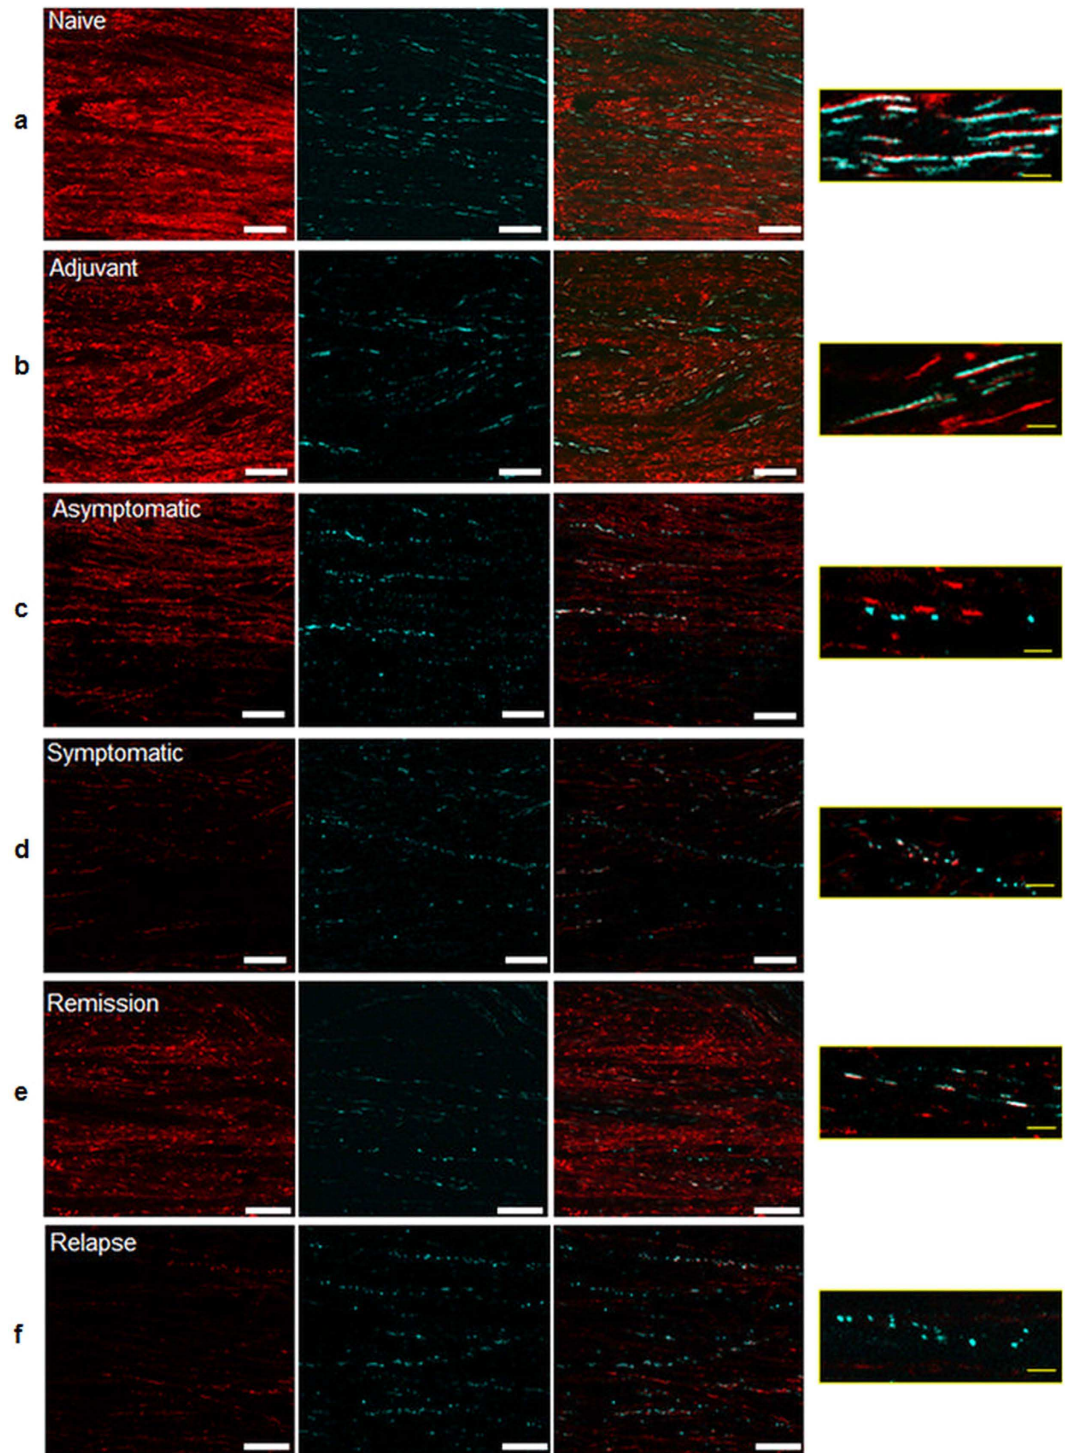 Naive
a
Adjuvant
b
Asymptomatic
c
Symptomatic
d
Remission
e
Relapse
f